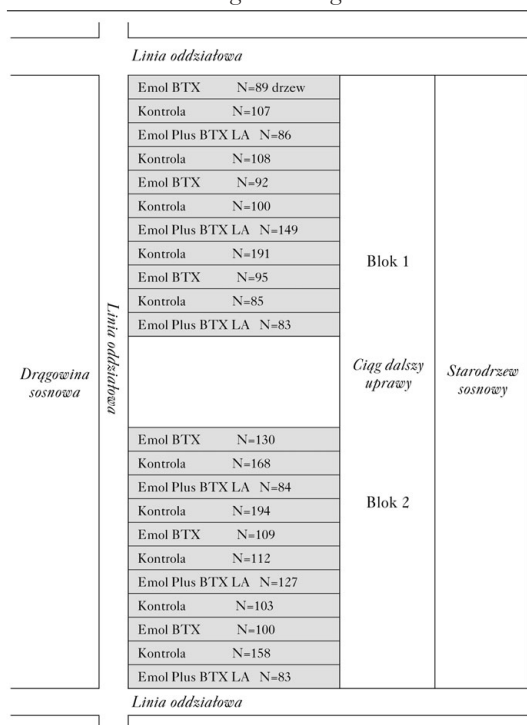 Linia oddziałowa
Emol BTX N=89 drzew
Kontrola N=107
Emol Plus BTX LA N=86
Kontrola N=108
Emol BTX N=92
Kontrola N=100
Emol Plus BTX LA N=149
Kontrola N=191
Emol BTX N=95
Kontrola N=85
Emol Plus BTX LA N=83
Blok 1
Linia oddziałowa
Drągowina
sosnowa
Ciąg dalszy
uprawy
Starodrzew
sosnowy
Emol BTX N=130
Kontrola N=168
Emol Plus BTX LA N=84
Kontrola N=194
Emol BTX N=109
Kontrola N=112
Emol Plus BTX LA N=127
Kontrola N=103
Emol BTX N=100
Kontrola N=158
Emol Plus BTX LA N=83
Blok 2
Linia oddziałowa